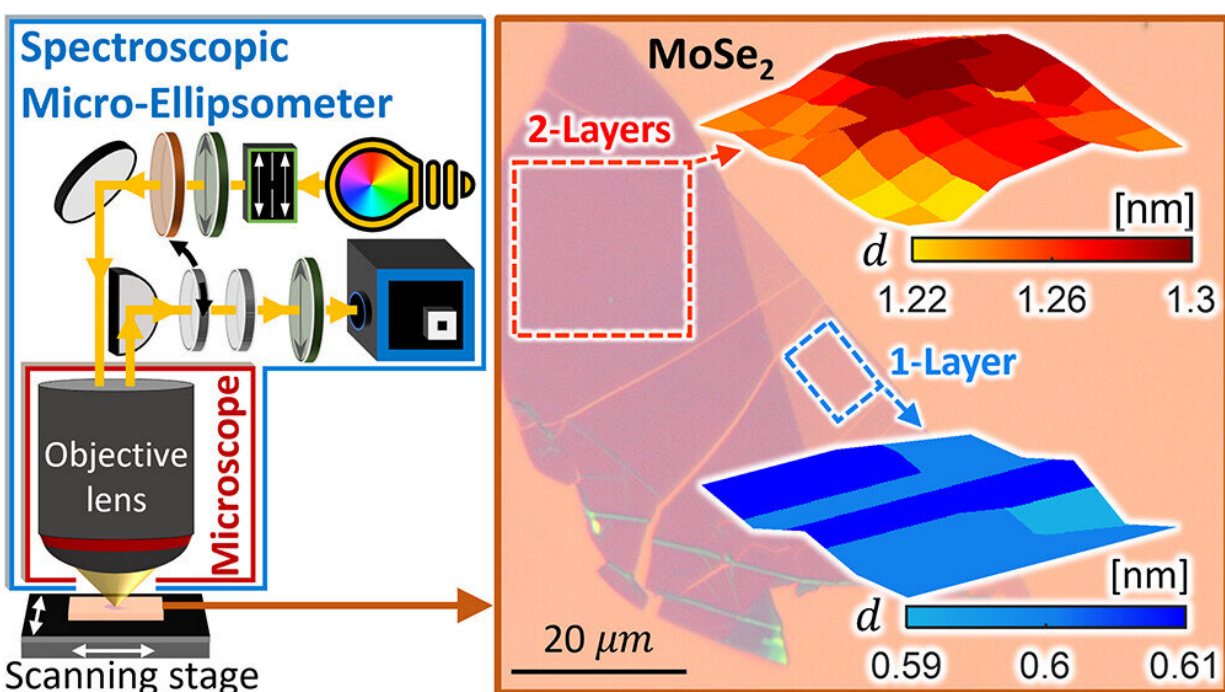 Spectroscopic
Micro-Ellipsometer
Objective
lens
Microscope
Scanning stage
MoSe₂
2-Layers
[nm]
d
1.22 1.26 1.3
1-Layer
[nm]
d
0.59 0.6 0.61
20 μm